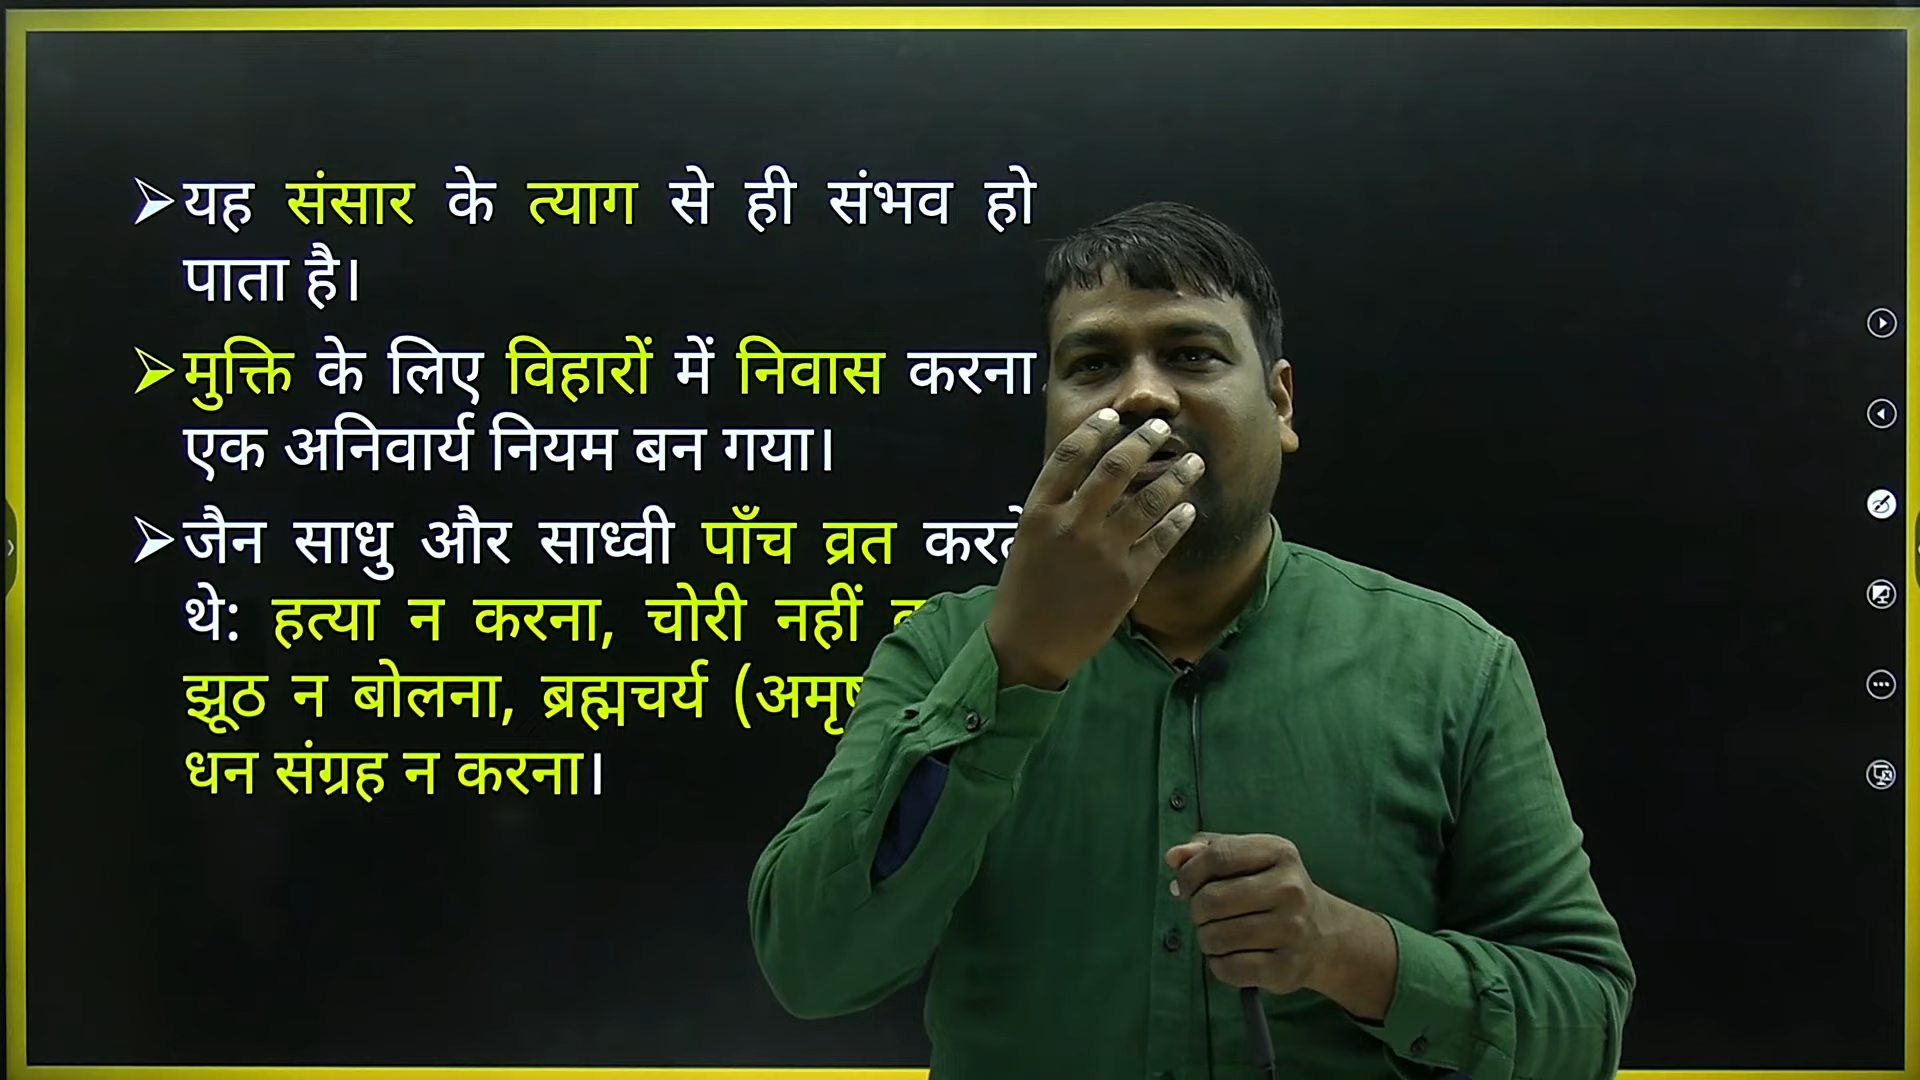 यह संसार के त्याग से ही संभव हो
पाता है।
मुक्ति के लिए विहारों में निवास करना
एक अनिवार्य नियम बन गया।
जैन साधु और साध्वी पाँच व्रत करते
थे: हत्या न करना, चोरी नहीं
झूठ न बोलना, ब्रह्मचर्य
धन संग्रह न करना।